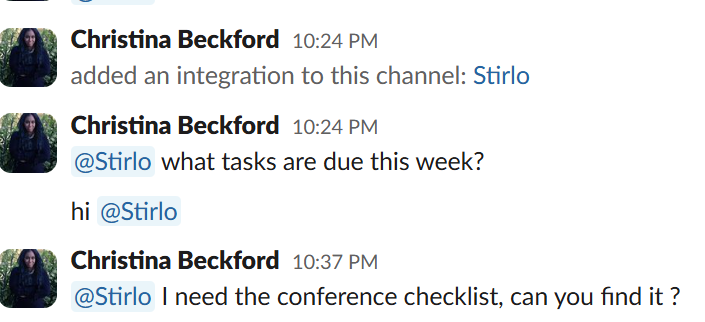 Christina Beckford 10:24 PM
added an integration to this channel: Stirlo
Christina Beckford 10:24 PM
@Stirlo what tasks are due this week?
hi @Stirlo
Christina Beckford 10:37 PM
@Stirlo I need the conference checklist, can you find it ?